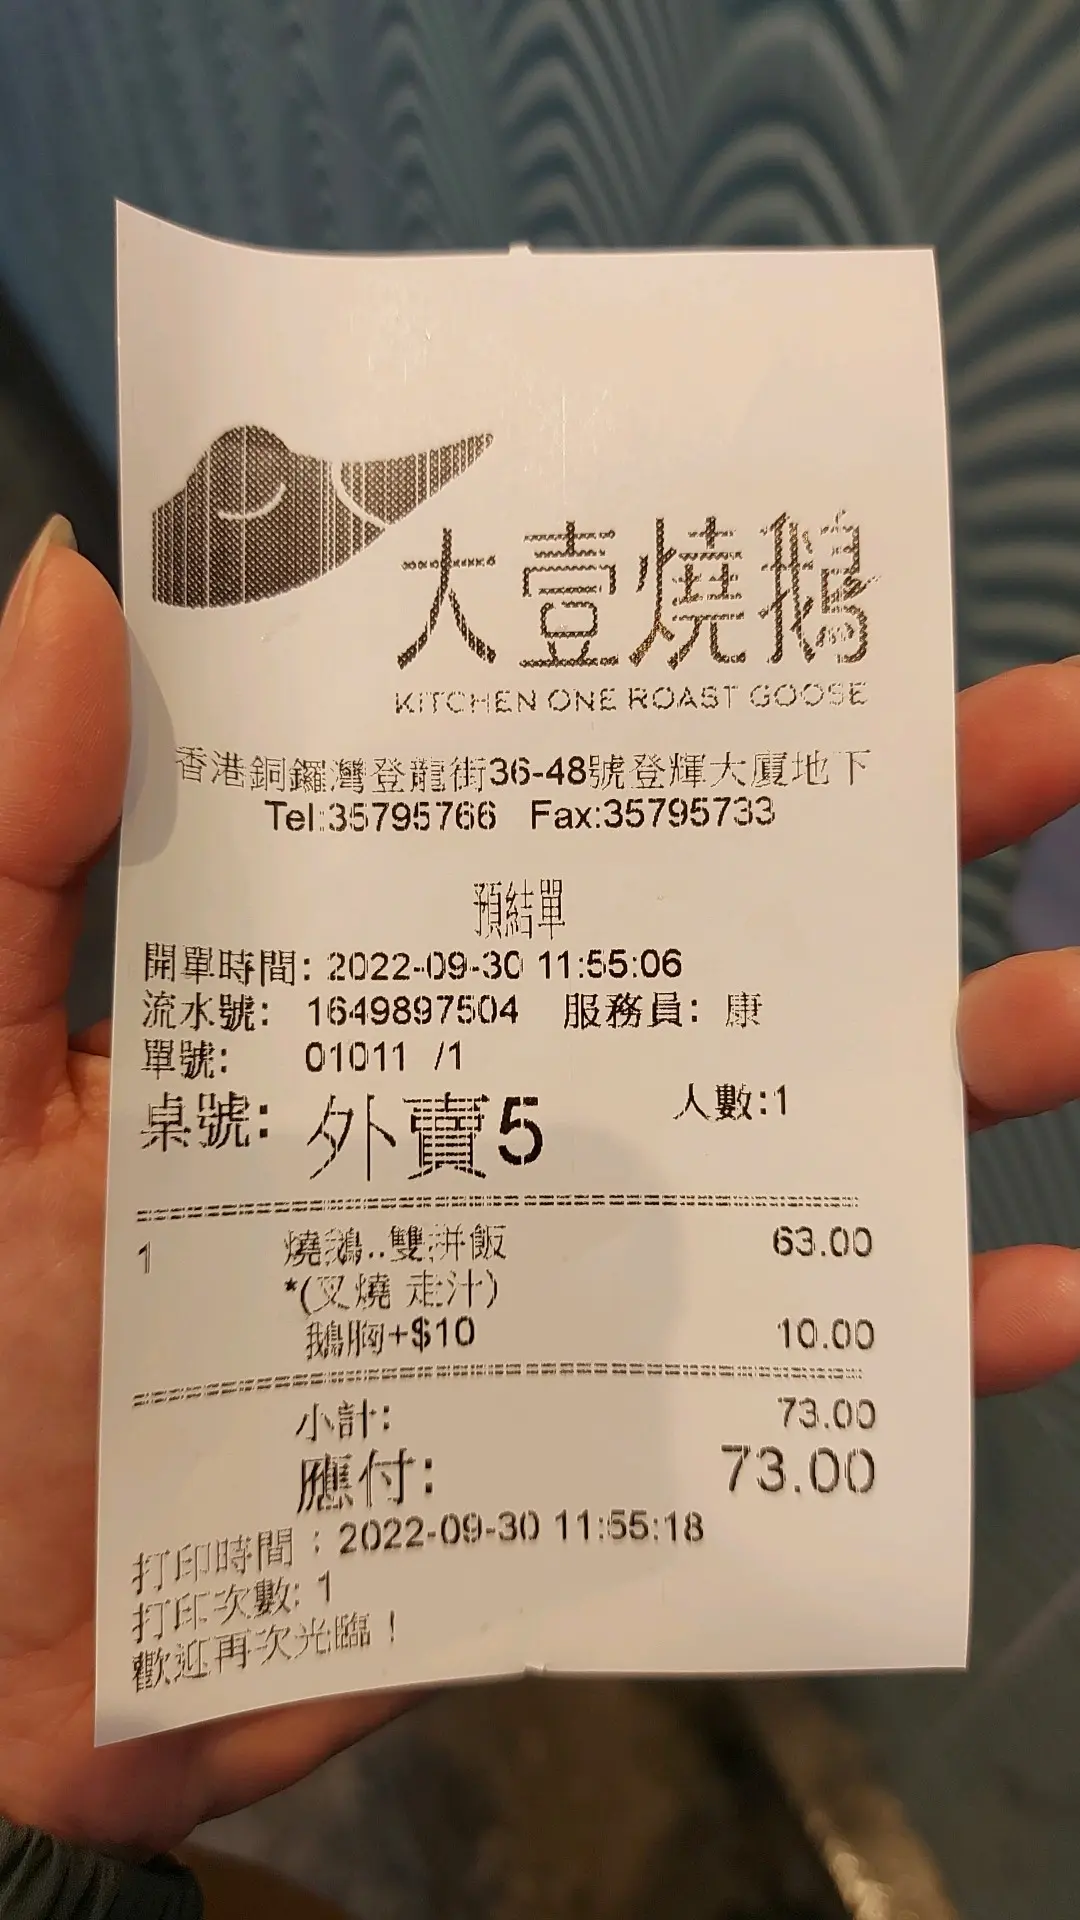 大壹燒鵝
KITCHEN ONE ROAST GOOSE
香港銅鑼灣登龍街36-48號登輝大廈地下
Tel:35795766 Fax:35795733
預結單
開單時間: 2022-09-30 11:55:06
流水號: 1649897504 服務員: 康
單號: 01011 /1
桌號: 外賣5 人數:1
1 燒鵝..雙拼飯 63.00
*(叉燒 走汁)
鵝胸+$10 10.00
小計: 73.00
應付: 73.00
打印時間 : 2022-09-30 11:55:18
打印次數: 1
歡迎再次光臨 !